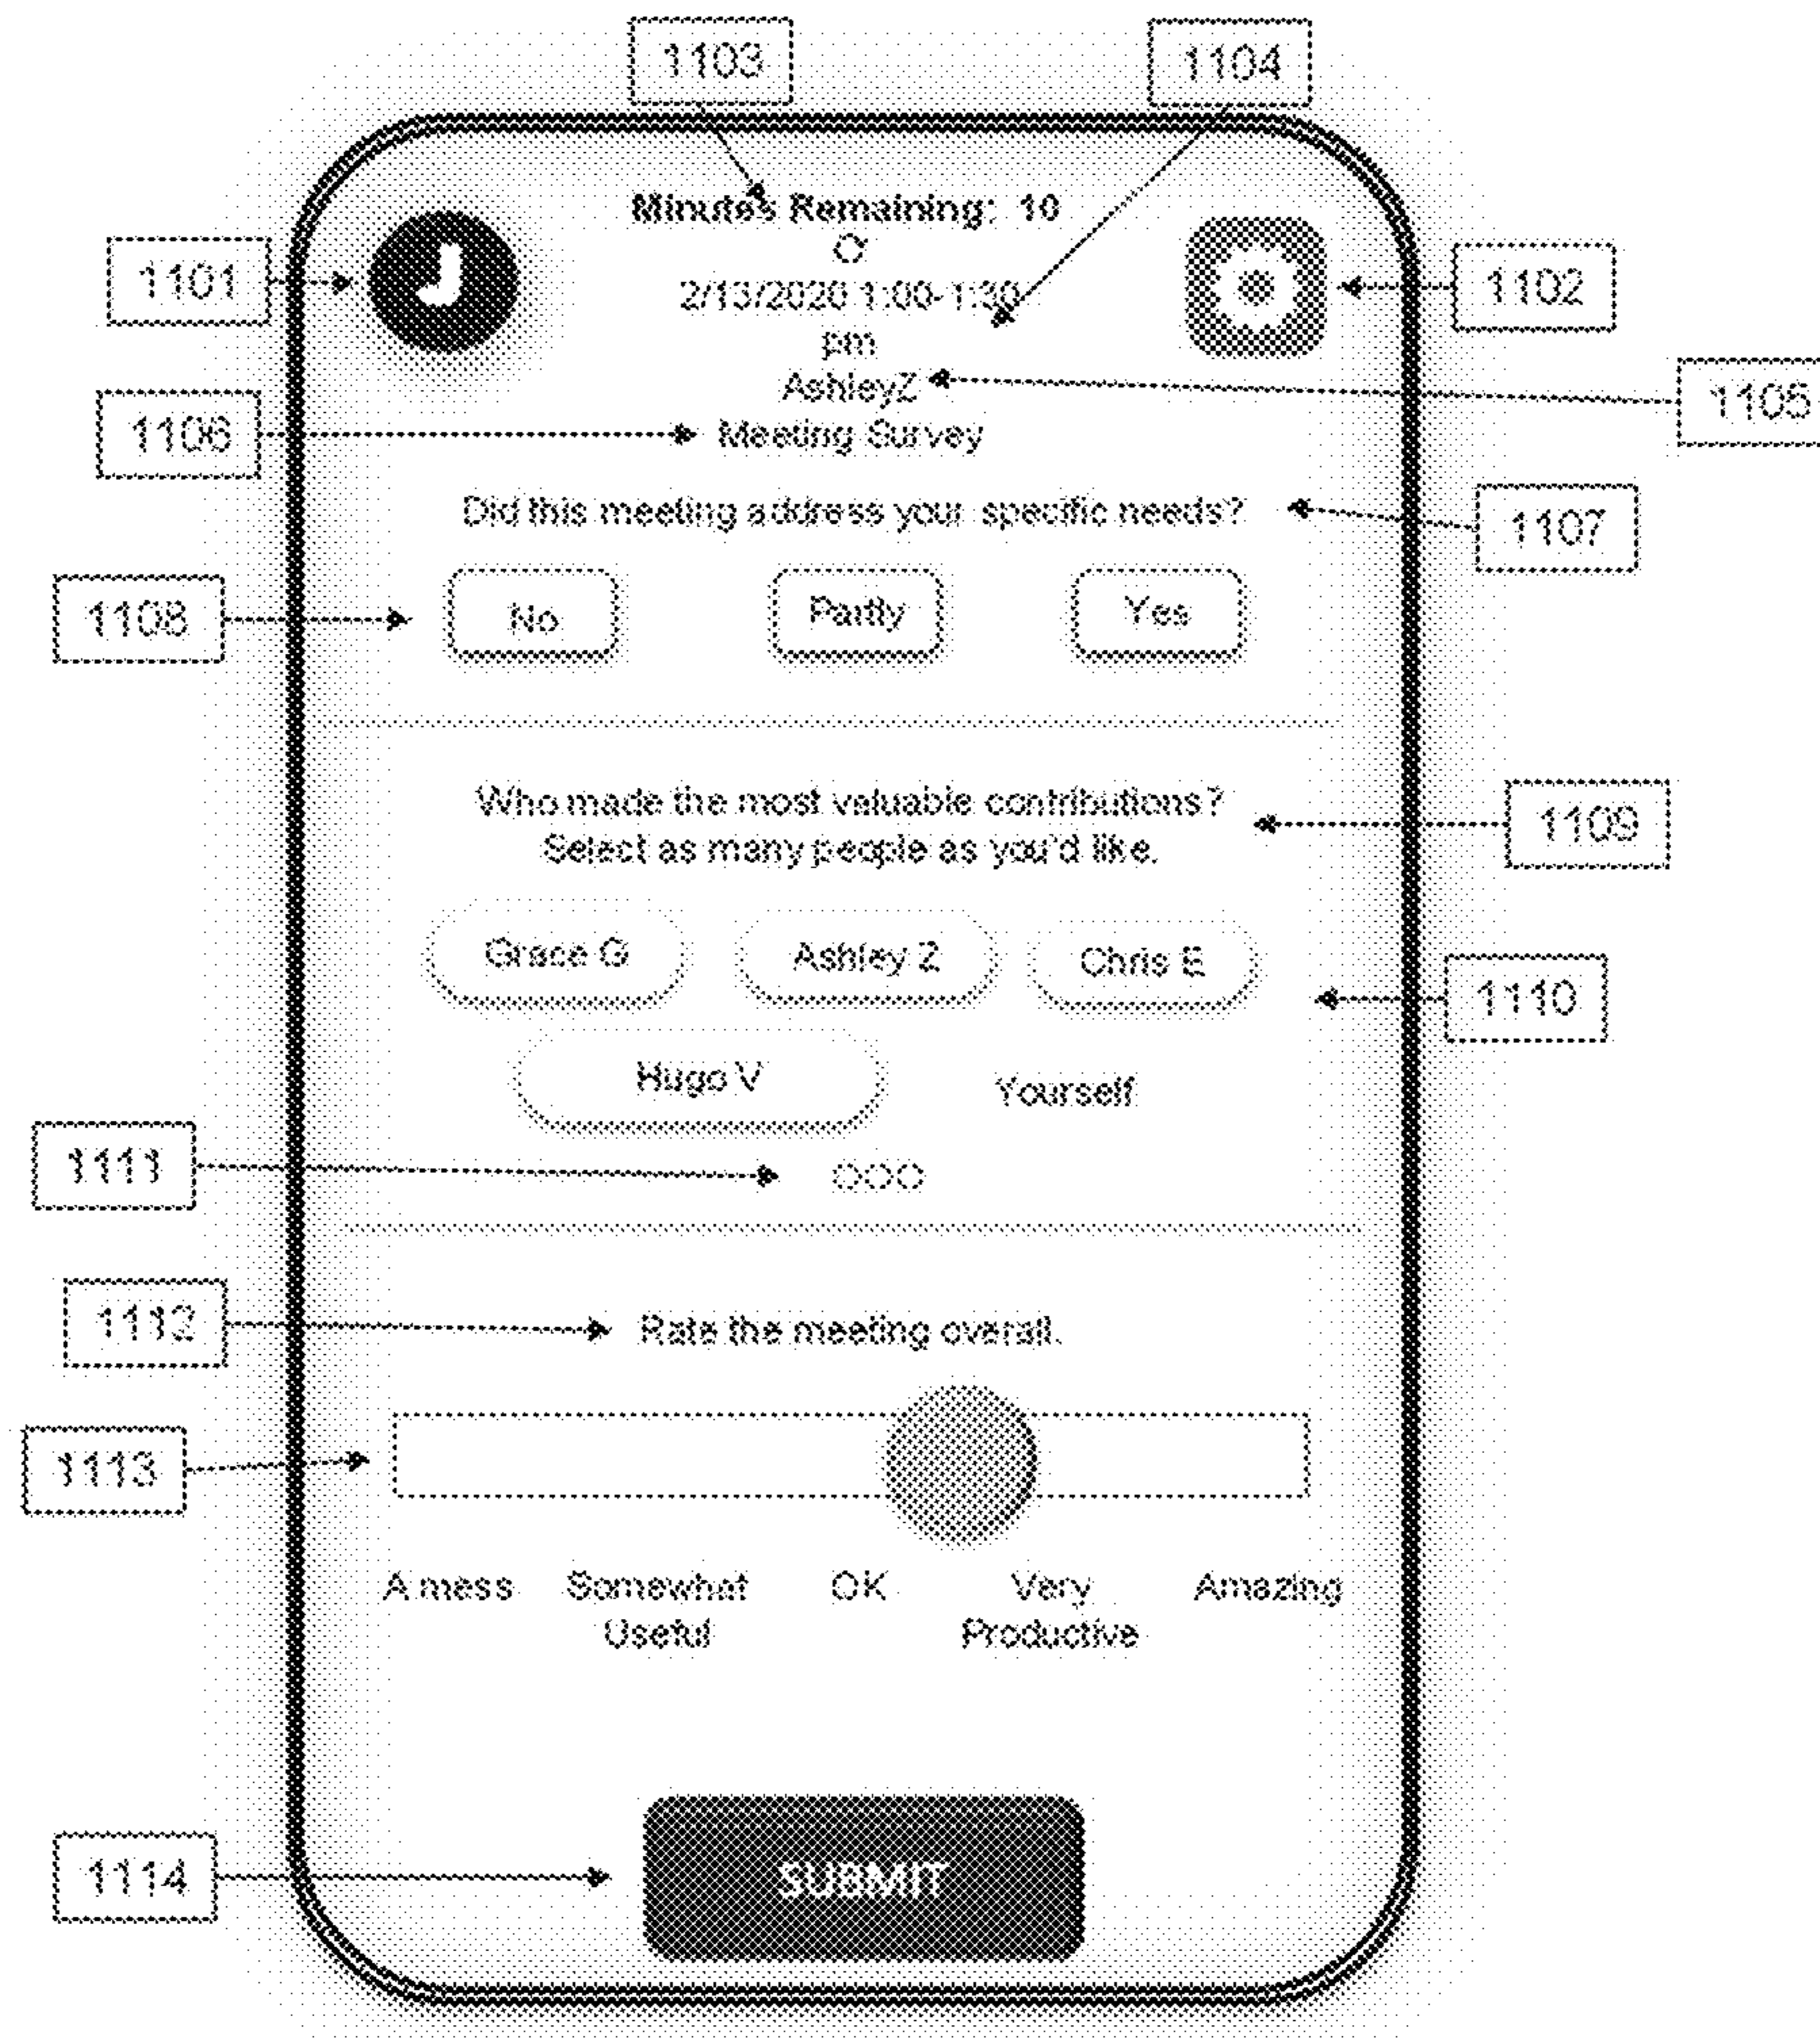 1103
1104
Minutes Remaining: 10
1101
2/13/2020 1:00-1:30
1102
pm
AshleyZ
1105
1106
Meeting Survey
Did this meeting address your specific needs?
1107
1108
No
Partly
Yes
Who made the most valuable contributions?
1109
Select as many people as you'd like.
Grace G
Ashley Z
Chris E
1110
Hugo V
Yourself
1111
1112
Rate the meeting overall.
1113
A mess
Somewhat
Useful
OK
Very
Productive
Amazing
1114
SUBMIT